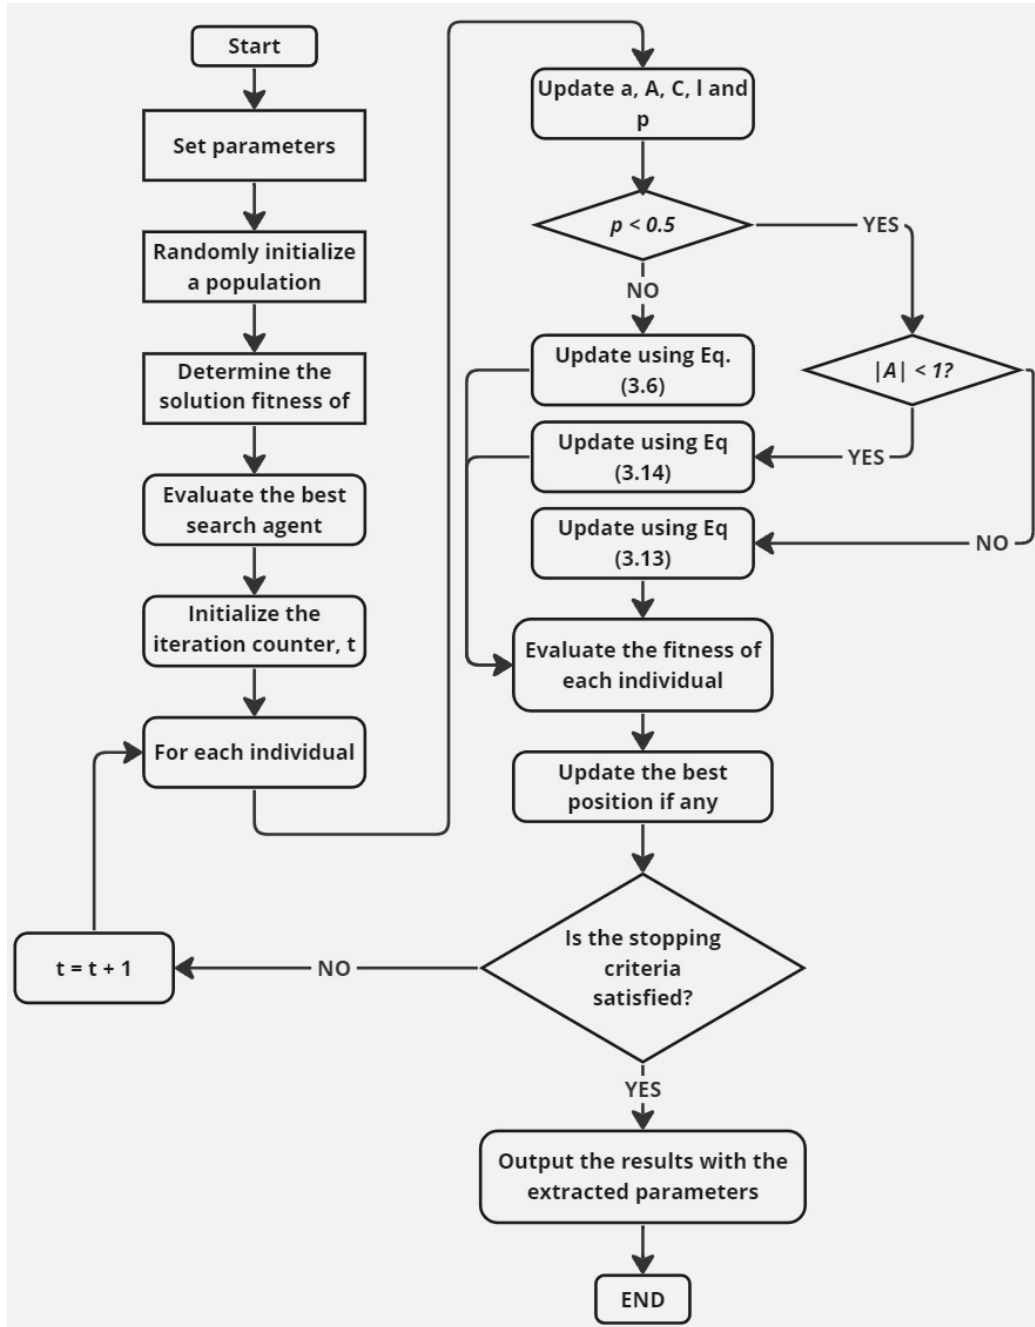 Start
Set parameters
Randomly initialize
a population
Determine the
solution fitness of
Evaluate the best
search agent
Initialize the
iteration counter, t
For each individual
t = t + 1
Update a, A, C, l and
p
p < 0.5
YES
NO
|A| < 1?
Update using Eq.
(3.6)
Update using Eq
(3.14)
YES
Update using Eq
(3.13)
NO
Evaluate the fitness of
each individual
Update the best
position if any
Is the stopping
criteria
satisfied?
NO
YES
Output the results with the
extracted parameters
END